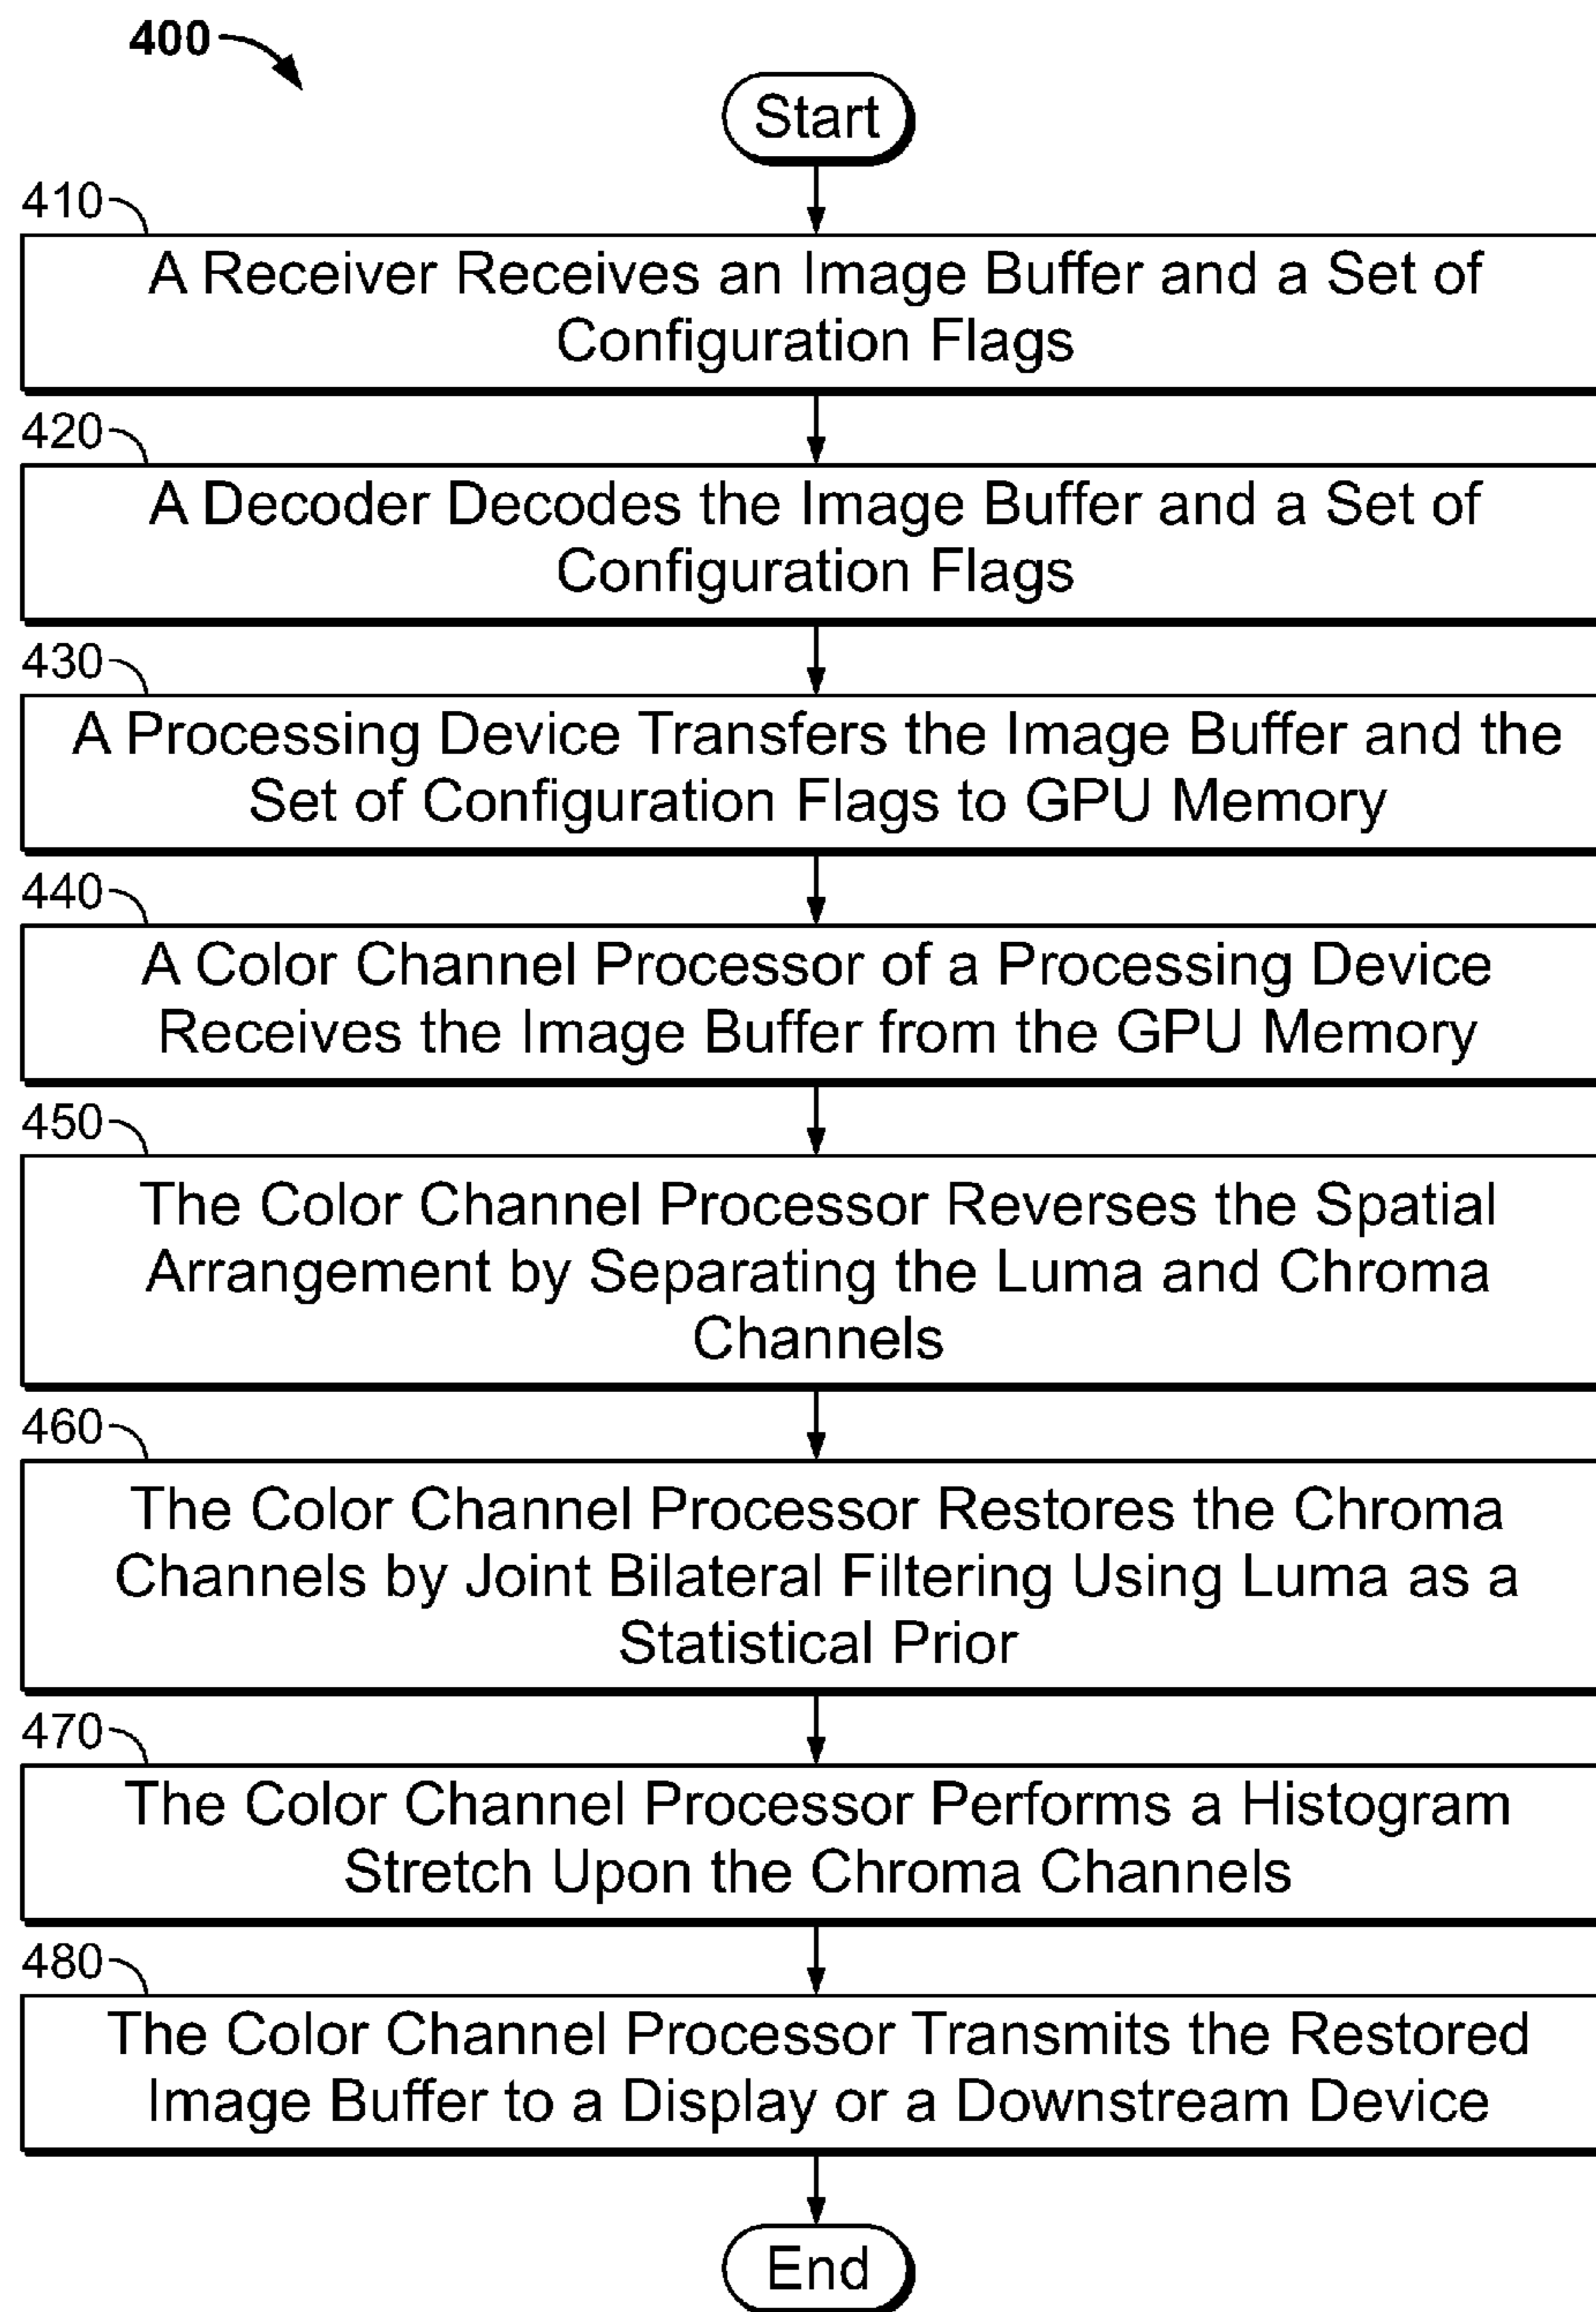 400
Start
410
A Receiver Receives an Image Buffer and a Set of
Configuration Flags
420
A Decoder Decodes the Image Buffer and a Set of
Configuration Flags
430
A Processing Device Transfers the Image Buffer and the
Set of Configuration Flags to GPU Memory
440
A Color Channel Processor of a Processing Device
Receives the Image Buffer from the GPU Memory
450
The Color Channel Processor Reverses the Spatial
Arrangement by Separating the Luma and Chroma
Channels
460
The Color Channel Processor Restores the Chroma
Channels by Joint Bilateral Filtering Using Luma as a
Statistical Prior
470
The Color Channel Processor Performs a Histogram
Stretch Upon the Chroma Channels
480
The Color Channel Processor Transmits the Restored
Image Buffer to a Display or a Downstream Device
End